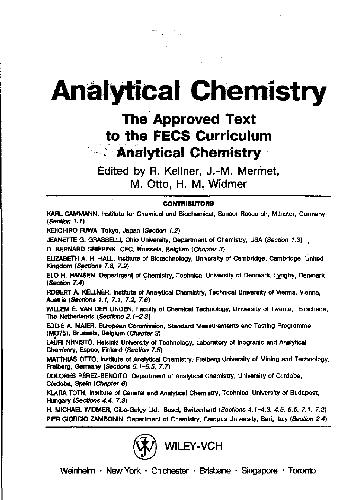 Analytical Chemistry
The Approved Text
to the FECS Curriculum
Analytical Chemistry
Edited by R. Kellner, J.-M. Mermet,
M. Otto, H. M. Widmer
CONTRIBUTORS
KARL CAMMANN, Institute for Chemical and Biochemical, Sensor Research, Münster, Germany
(Section 1.1)
KEIICHIRO FUWA, Tokyo, Japan (Section 1.2)
JEANETTE G. GRASSELLI, Ohio University, Department of Chemistry, USA (Section 1.3)
D. BERNARD GRIEPINK, CEC, Brussels, Belgium (Chapter 3)
ELIZABETH A. H. HALL, Institute of Biotechnology, University of Cambridge, Cambridge, United
Kingdom (Sections 7.8, 7.9)
ELO H. HANSEN, Department of Chemistry, Technical University of Denmark, Lyngby, Denmark
(Section 7.4)
ROBERT A. KELLNER, Institute of Analytical Chemistry, Technical University of Vienna, Vienna,
Austria (Sections 1.1, 7.1, 7.2, 7.6)
WILLEM E. VAN DER LINDEN, Faculty of Chemical Technology, University of Twente, Enschede,
The Netherlands (Sections 2.1–2.3)
EDDIE A. MAIER, European Commission, Standard Measurements and Testing Programme
(MQ75), Brussels, Belgium (Chapter 3)
LAURI NIINISTÖ, Helsinki University of Technology, Laboratory of Inorganic and Analytical
Chemistry, Espoo, Finland (Section 7.5)
MATTHIAS OTTO, Institute of Analytical Chemistry, Freiberg University of Mining and Technology,
Freiberg, Germany (Sections 5.1–5.5, 7.7)
DOLORES PÉREZ-BENDITO, Department of Analytical Chemistry, University of Córdoba,
Córdoba, Spain (Chapter 6)
KLARA TOTH, Institute of General and Analytical Chemistry, Technical University of Budapest,
Hungary (Sections 4.4, 7.3)
H. MICHAEL WIDMER, Ciba-Geigy Ltd., Basel, Switzerland (Sections 4.1–4.3, 4.5, 5.6, 7.1, 7.2)
PIER GIORGIO ZAMBONIN, Department of Chemistry, Campus University, Bari, Italy (Section 2.4)
WILEY-VCH
Weinheim · New York · Chichester · Brisbane · Singapore · Toronto